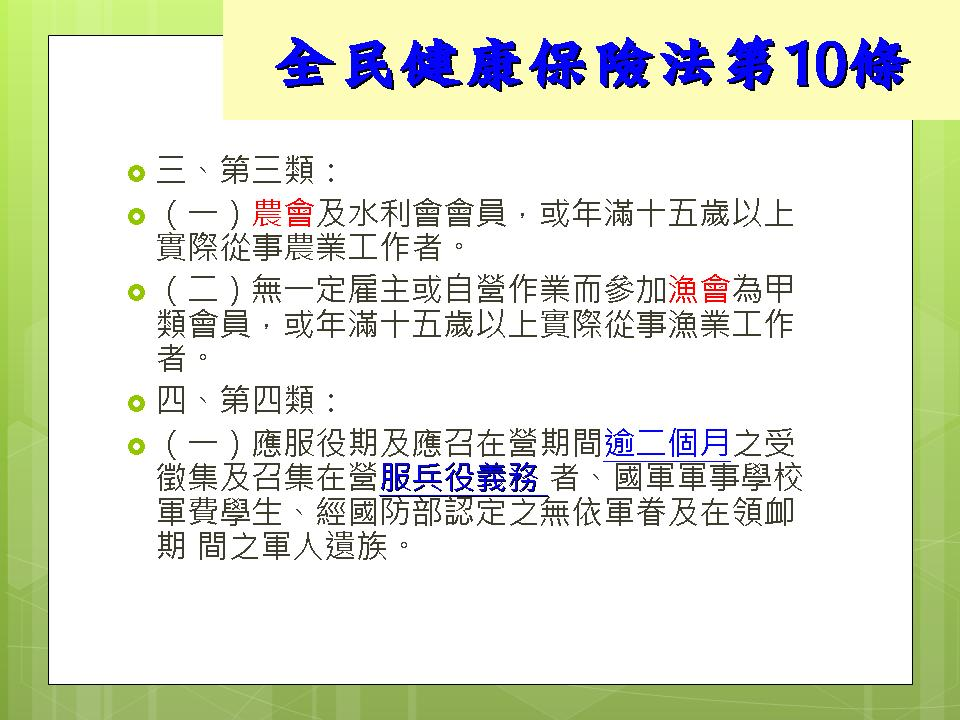 全民健康保險法第10條
三、第三類：
（一）農會及水利會會員，或年滿十五歲以上
實際從事農業工作者。
（二）無一定雇主或自營作業而參加漁會為甲
類會員，或年滿十五歲以上實際從事漁業工作
者。
四、第四類：
（一）應服役期及應召在營期間逾二個月之受
徵集及召集在營服兵役義務 者、國軍軍事學校
軍費學生、經國防部認定之無依軍眷及在領卹
期 間之軍人遺族。